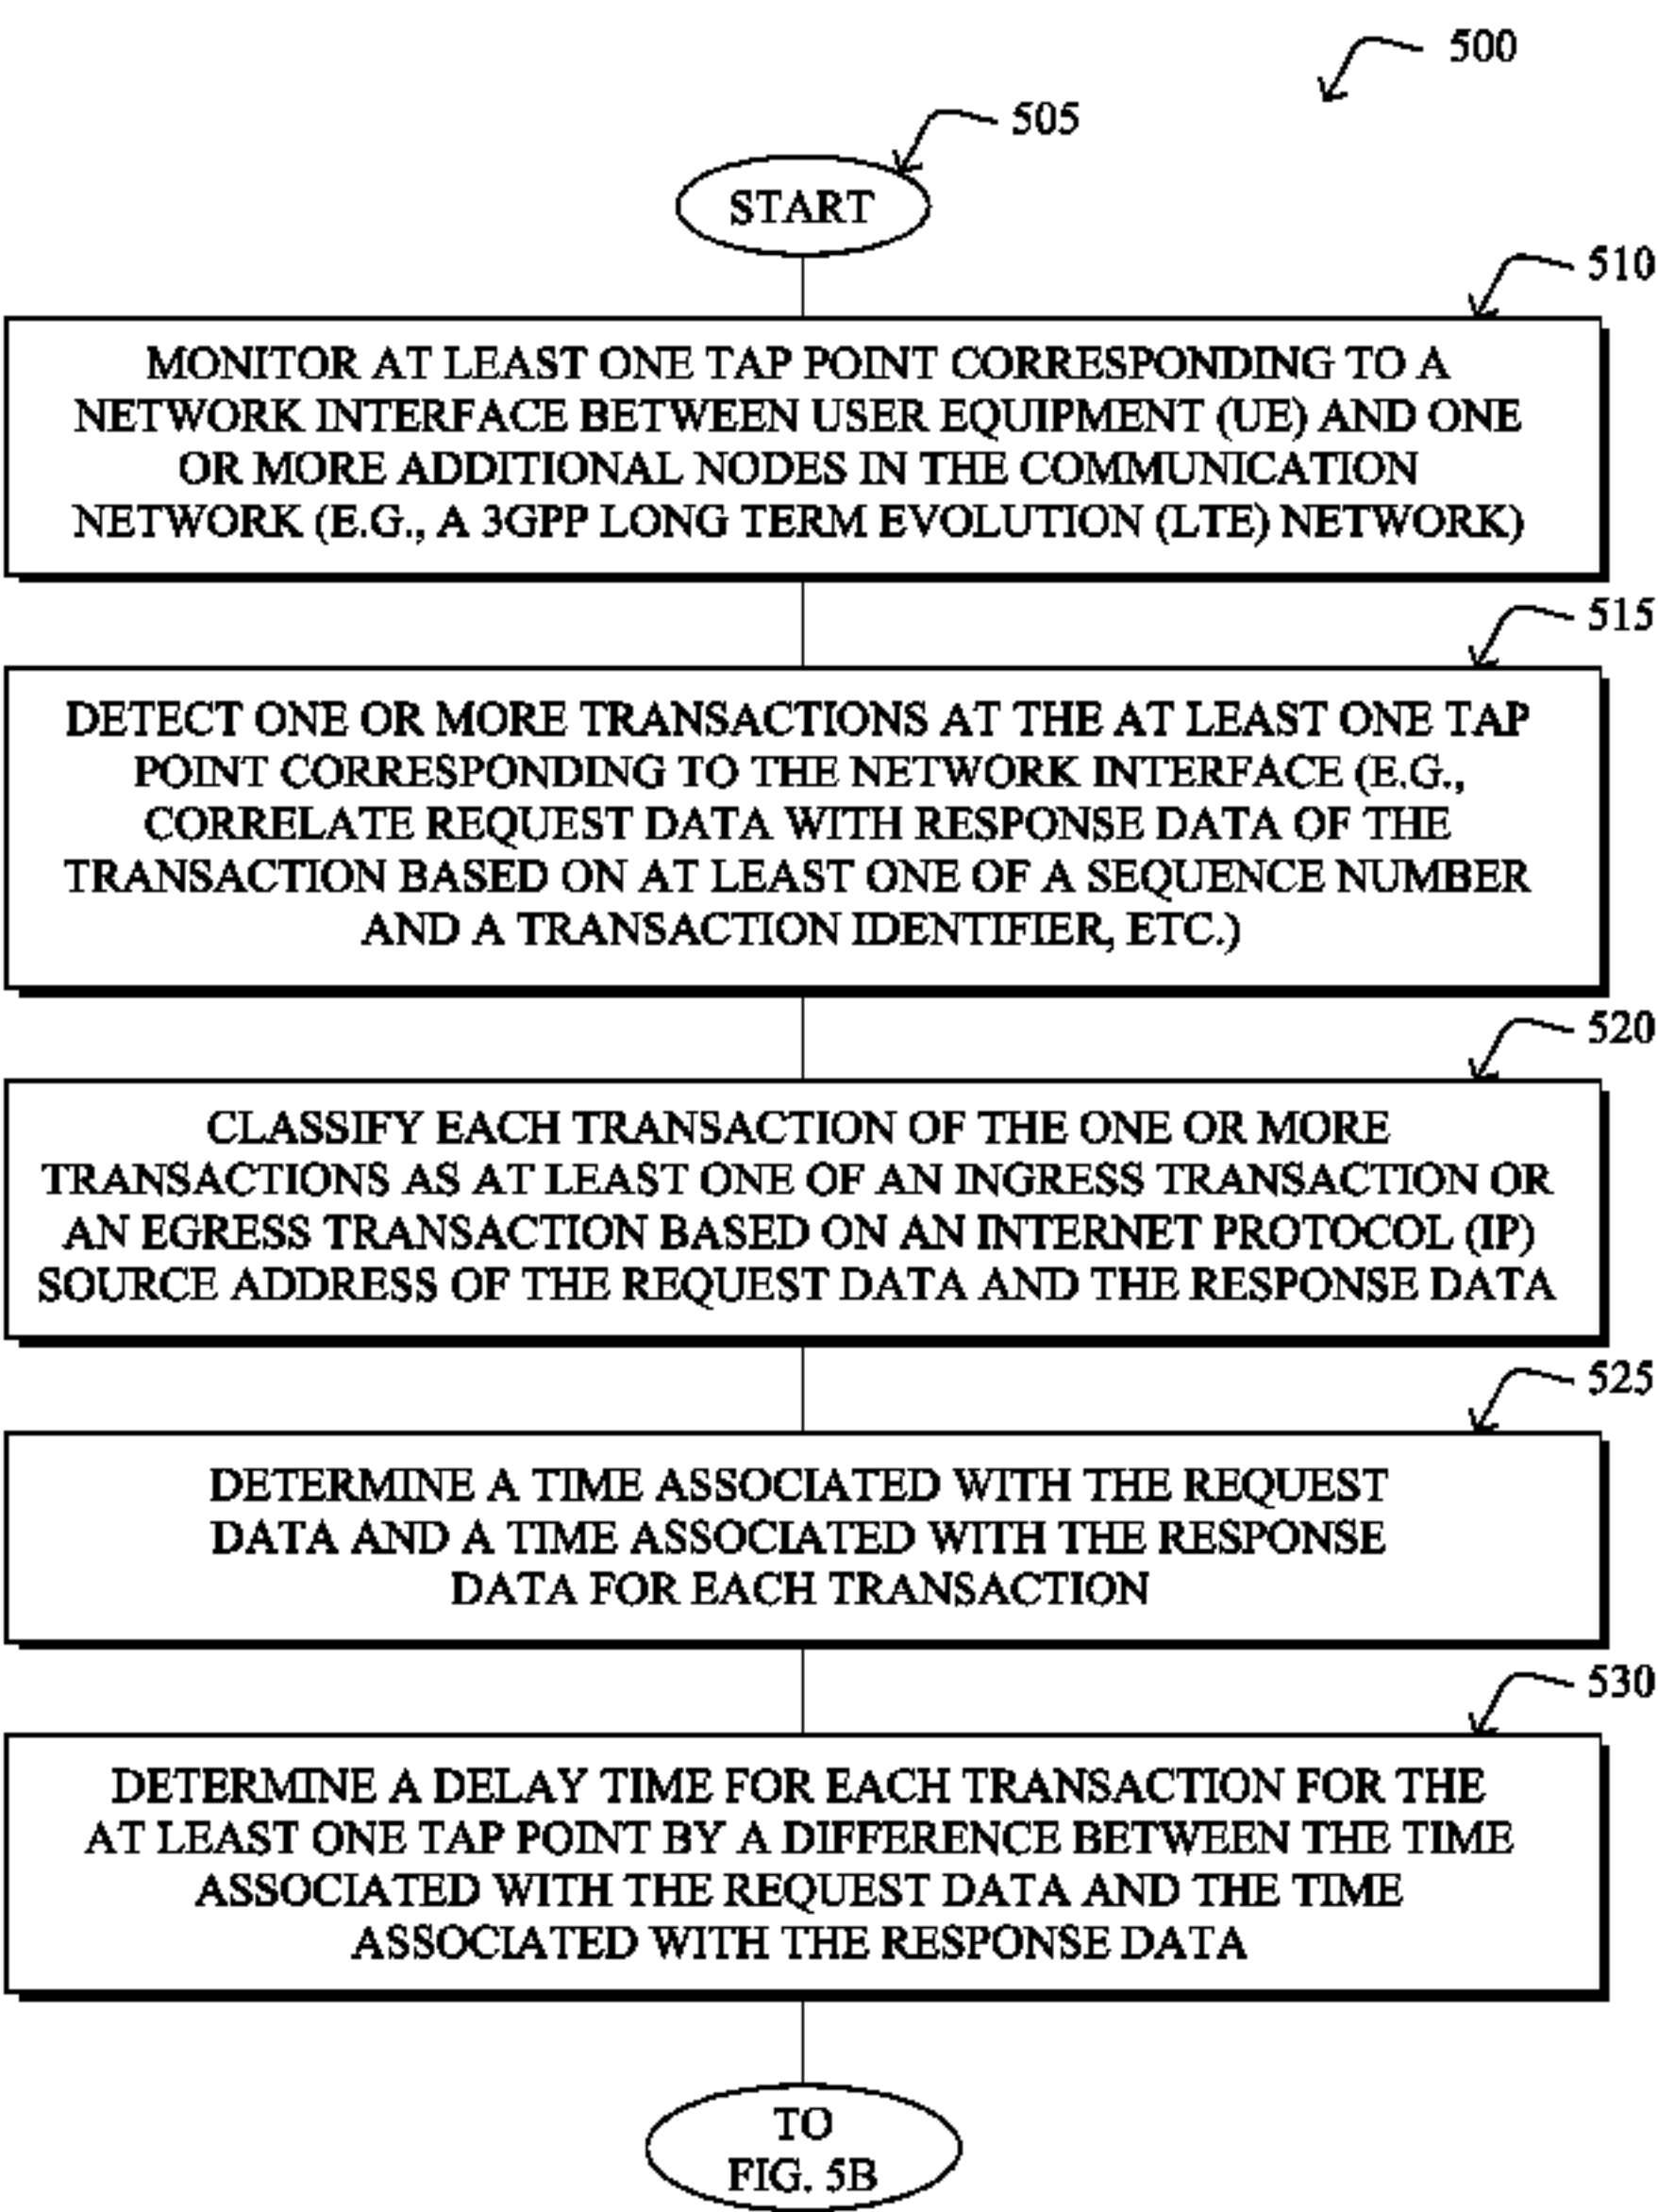 500
505
START
510
MONITOR AT LEAST ONE TAP POINT CORRESPONDING TO A
NETWORK INTERFACE BETWEEN USER EQUIPMENT (UE) AND ONE
OR MORE ADDITIONAL NODES IN THE COMMUNICATION
NETWORK (E.G., A 3GPP LONG TERM EVOLUTION (LTE) NETWORK)
515
DETECT ONE OR MORE TRANSACTIONS AT THE AT LEAST ONE TAP
POINT CORRESPONDING TO THE NETWORK INTERFACE (E.G.,
CORRELATE REQUEST DATA WITH RESPONSE DATA OF THE
TRANSACTION BASED ON AT LEAST ONE OF A SEQUENCE NUMBER
AND A TRANSACTION IDENTIFIER, ETC.)
520
CLASSIFY EACH TRANSACTION OF THE ONE OR MORE
TRANSACTIONS AS AT LEAST ONE OF AN INGRESS TRANSACTION OR
AN EGRESS TRANSACTION BASED ON AN INTERNET PROTOCOL (IP)
SOURCE ADDRESS OF THE REQUEST DATA AND THE RESPONSE DATA
525
DETERMINE A TIME ASSOCIATED WITH THE REQUEST
DATA AND A TIME ASSOCIATED WITH THE RESPONSE
DATA FOR EACH TRANSACTION
530
DETERMINE A DELAY TIME FOR EACH TRANSACTION FOR THE
AT LEAST ONE TAP POINT BY A DIFFERENCE BETWEEN THE TIME
ASSOCIATED WITH THE REQUEST DATA AND THE TIME
ASSOCIATED WITH THE RESPONSE DATA
TO
FIG. 5B